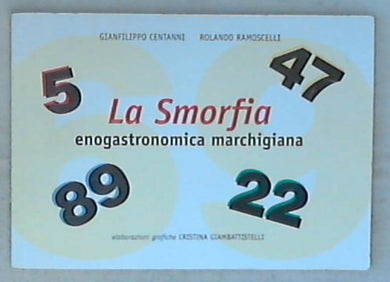 GIANFILIPPO CENTANNI ROLANDO RAMOSCELLI
5
47
La Smorfia
enogastronomica marchigiana
89
22
elaborazioni grafiche CRISTINA GIAMBATTISTELLI